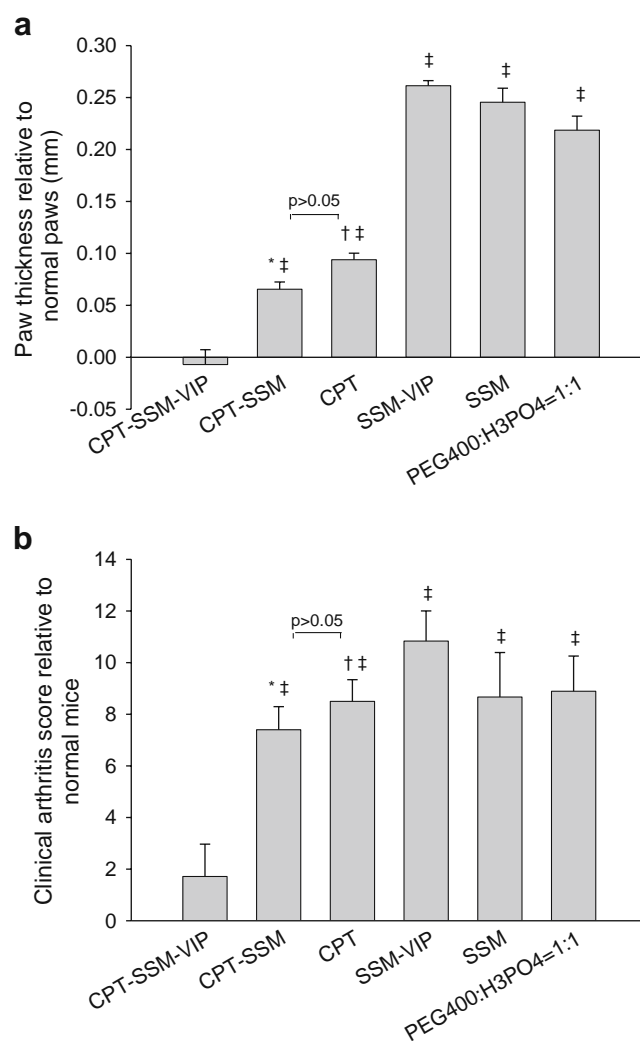 a
Paw thickness relative to
normal paws (mm)
0.30
0.25
0.20
0.15
0.10
0.05
0.00
-0.05
p>0.05
* ‡
† ‡
‡
‡
‡
CPT-SSM-VIP
CPT-SSM
CPT
SSM-VIP
SSM
PEG400:H3PO4=1:1
b
Clinical arthritis score relative to
normal mice
14
12
10
8
6
4
2
0
p>0.05
* ‡
† ‡
‡
‡
‡
CPT-SSM-VIP
CPT-SSM
CPT
SSM-VIP
SSM
PEG400:H3PO4=1:1